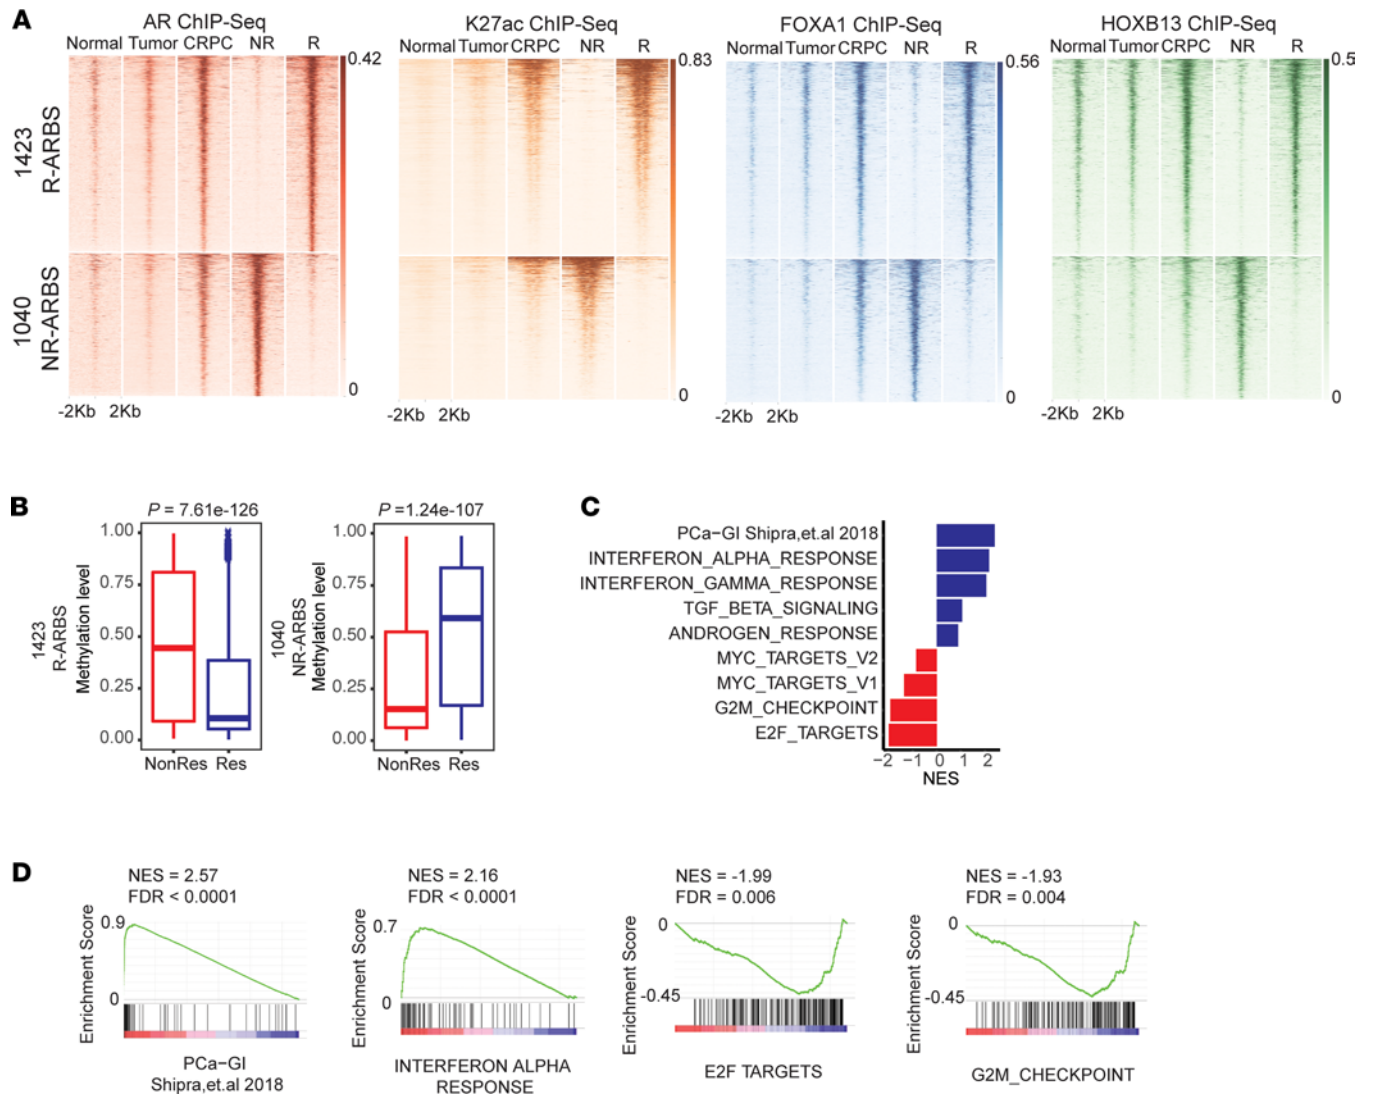 A
AR ChIP-Seq
Normal Tumor CRPC NR R
0.42
0
1423
R-ARBS
1040
NR-ARBS
-2Kb 2Kb
K27ac ChIP-Seq
Normal Tumor CRPC NR R
0.83
0
-2Kb 2Kb
FOXA1 ChIP-Seq
Normal Tumor CRPC NR R
0.56
0
-2Kb 2Kb
HOXB13 ChIP-Seq
Normal Tumor CRPC NR R
0.5
0
-2Kb 2Kb
B
P = 7.61e-126
1423
R-ARBS
Methylation level
1.00
0.75
0.50
0.25
0.00
NonRes Res
P =1.24e-107
1040
NR-ARBS
Methylation level
1.00
0.75
0.50
0.25
0.00
NonRes Res
C
PCa−GI Shipra,et.al 2018
INTERFERON_ALPHA_RESPONSE
INTERFERON_GAMMA_RESPONSE
TGF_BETA_SIGNALING
ANDROGEN_RESPONSE
MYC_TARGETS_V2
MYC_TARGETS_V1
G2M_CHECKPOINT
E2F_TARGETS
−2 −1 0 1 2
NES
D
NES = 2.57
FDR < 0.0001
Enrichment Score
0.9
0
PCa−GI
Shipra,et.al 2018
NES = 2.16
FDR < 0.0001
Enrichment Score
0.7
0
INTERFERON ALPHA
RESPONSE
NES = -1.99
FDR = 0.006
Enrichment Score
0
-0.45
E2F TARGETS
NES = -1.93
FDR = 0.004
Enrichment Score
0
-0.45
G2M_CHECKPOINT